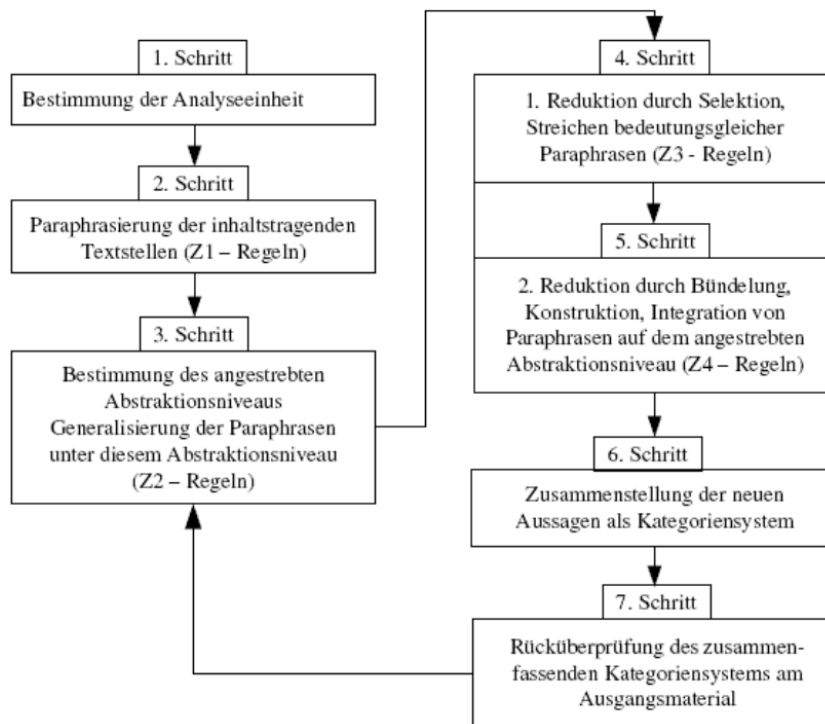 1. Schritt
Bestimmung der Analyseeinheit
2. Schritt
Paraphrasierung der inhaltstragenden
Textstellen (Z1 – Regeln)
3. Schritt
Bestimmung des angestrebten
Abstraktionsniveaus
Generalisierung der Paraphrasen
unter diesem Abstraktionsniveau
(Z2 – Regeln)
4. Schritt
1. Reduktion durch Selektion,
Streichen bedeutungsgleicher
Paraphrasen (Z3 - Regeln)
5. Schritt
2. Reduktion durch Bündelung,
Konstruktion, Integration von
Paraphrasen auf dem angestrebten
Abstraktionsniveau (Z4 – Regeln)
6. Schritt
Zusammenstellung der neuen
Aussagen als Kategoriensystem
7. Schritt
Rücküberprüfung des zusammen-
fassenden Kategoriensystems am
Ausgangsmaterial